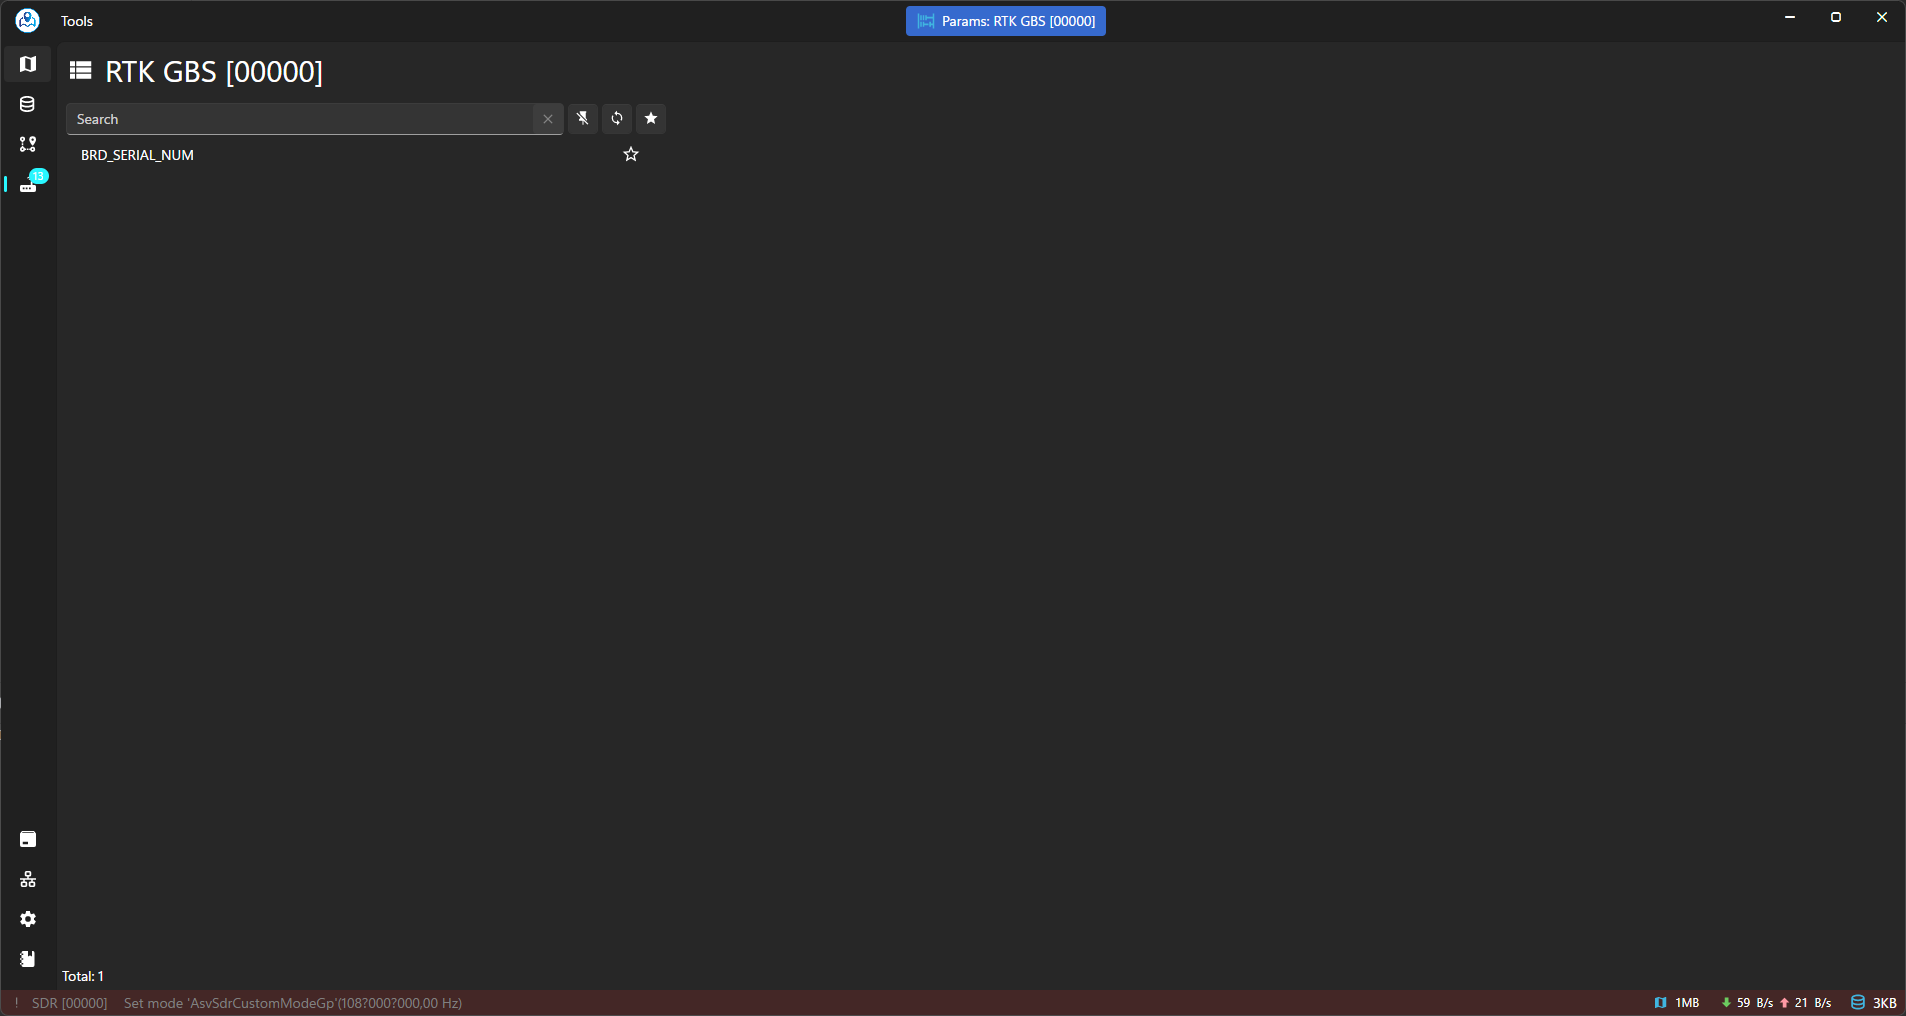 Tools
Params: RTK GBS [00000]
RTK GBS [00000]
Search
BRD_SERIAL_NUM
13
Total: 1
! SDR [00000] Set mode 'AsvSdrCustomModeGp'(108?000?000,00 Hz)
1MB 59 B/s 21 B/s 3KB